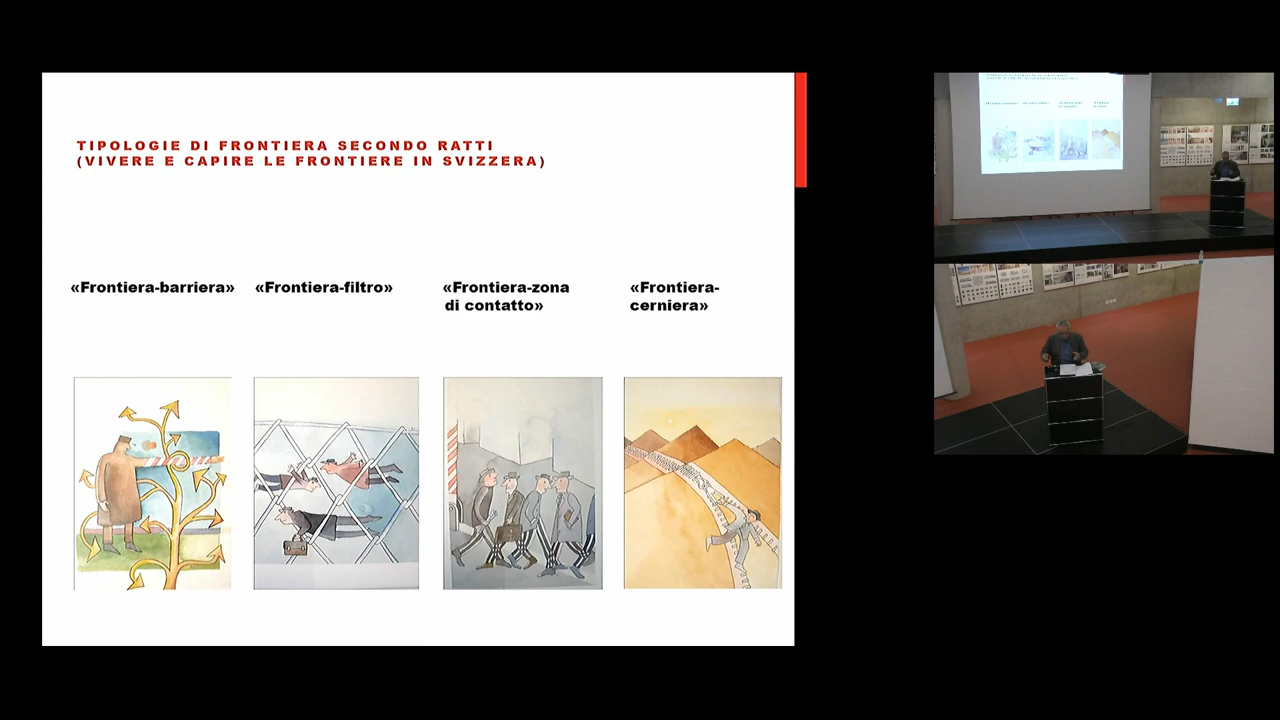 TIPOLOGIE DI FRONTIERA SECONDO RATTI
(VIVERE E CAPIRE LE FRONTIERE IN SVIZZERA)
«Frontiera-barriera»
«Frontiera-filtro»
«Frontiera-zona
di contatto»
«Frontiera-
cerniera»